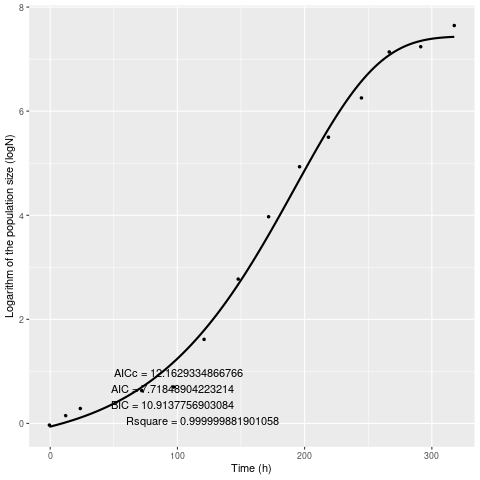 8
6
4
2
0
Logarithm of the population size (logN)
AICc = 12.1629334866766
AIC = 7.71848904223214
BIC = 10.9137756903084
Rsquare = 0.999999881901058
0 100 200 300
Time (h)